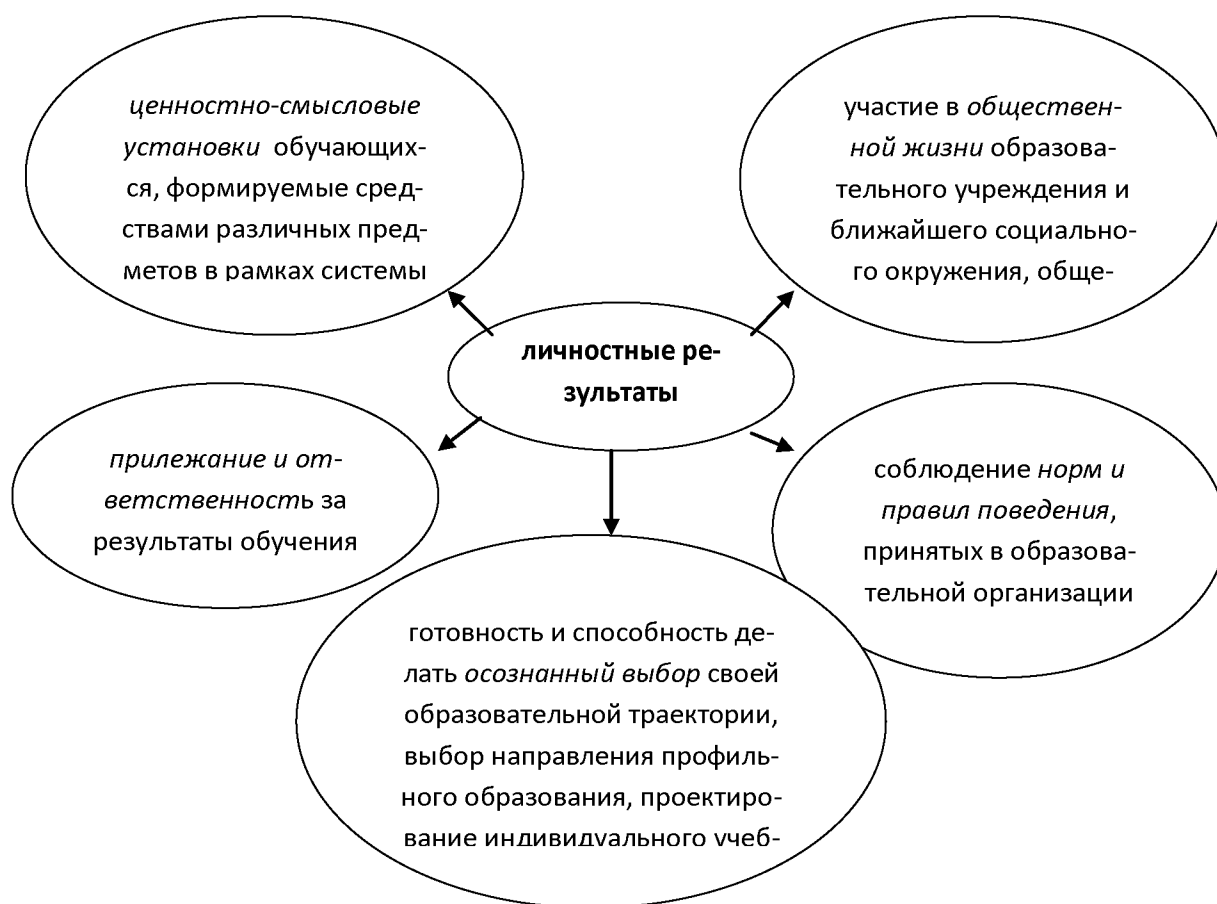 ценностно-смысловые
установки обучающих-
ся, формируемые сред-
ствами различных пред-
метов в рамках системы
участие в обществен-
ной жизни образова-
тельного учреждения и
ближайшего социально-
го окружения, обще-
личностные ре-
зультаты
прилежание и от-
ветственность за
результаты обучения
соблюдение норм и
правил поведения,
принятых в образова-
тельной организации
готовность и способность де-
лать осознанный выбор своей
образовательной траектории,
выбор направления профиль-
ного образования, проектиро-
вание индивидуального учеб-